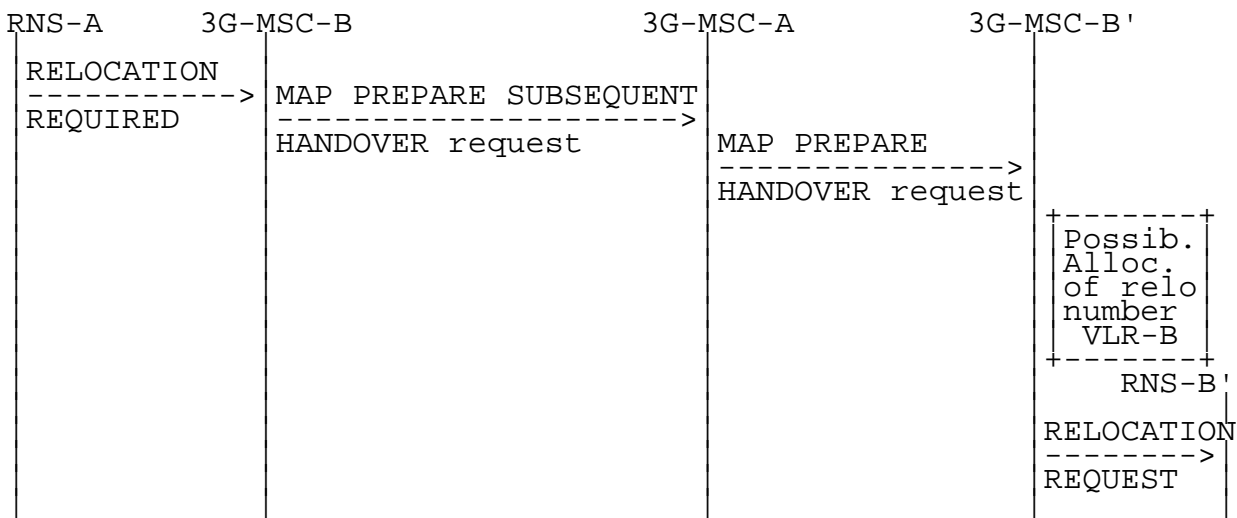 RNS-A 3G-MSC-B 3G-MSC-A 3G-MSC-B'
RELOCATION
-----------> MAP PREPARE SUBSEQUENT
REQUIRED --------------------->
HANDOVER request MAP PREPARE
--------------->
HANDOVER request
+-------+
Possib.
Alloc.
of relo
number
VLR-B
+-------+
RNS-B'
RELOCATION
-------->
REQUEST